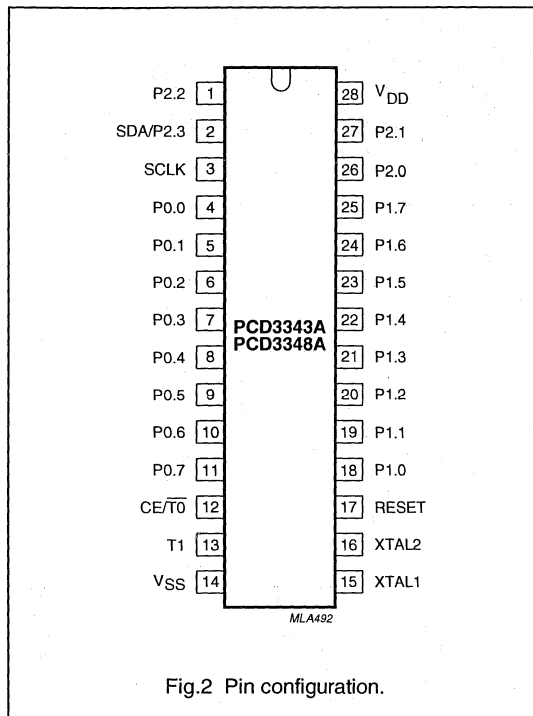 P2.2 1 28 VDD
SDA/P2.3 2 27 P2.1
SCLK 3 26 P2.0
P0.0 4 25 P1.7
P0.1 5 24 P1.6
P0.2 6 23 P1.5
P0.3 7 22 P1.4
PCD3343A
PCD3348A
P0.4 8 21 P1.3
P0.5 9 20 P1.2
P0.6 10 19 P1.1
P0.7 11 18 P1.0
CE/T0 12 17 RESET
T1 13 16 XTAL2
VSS 14 15 XTAL1
MLA492
Fig.2 Pin configuration.